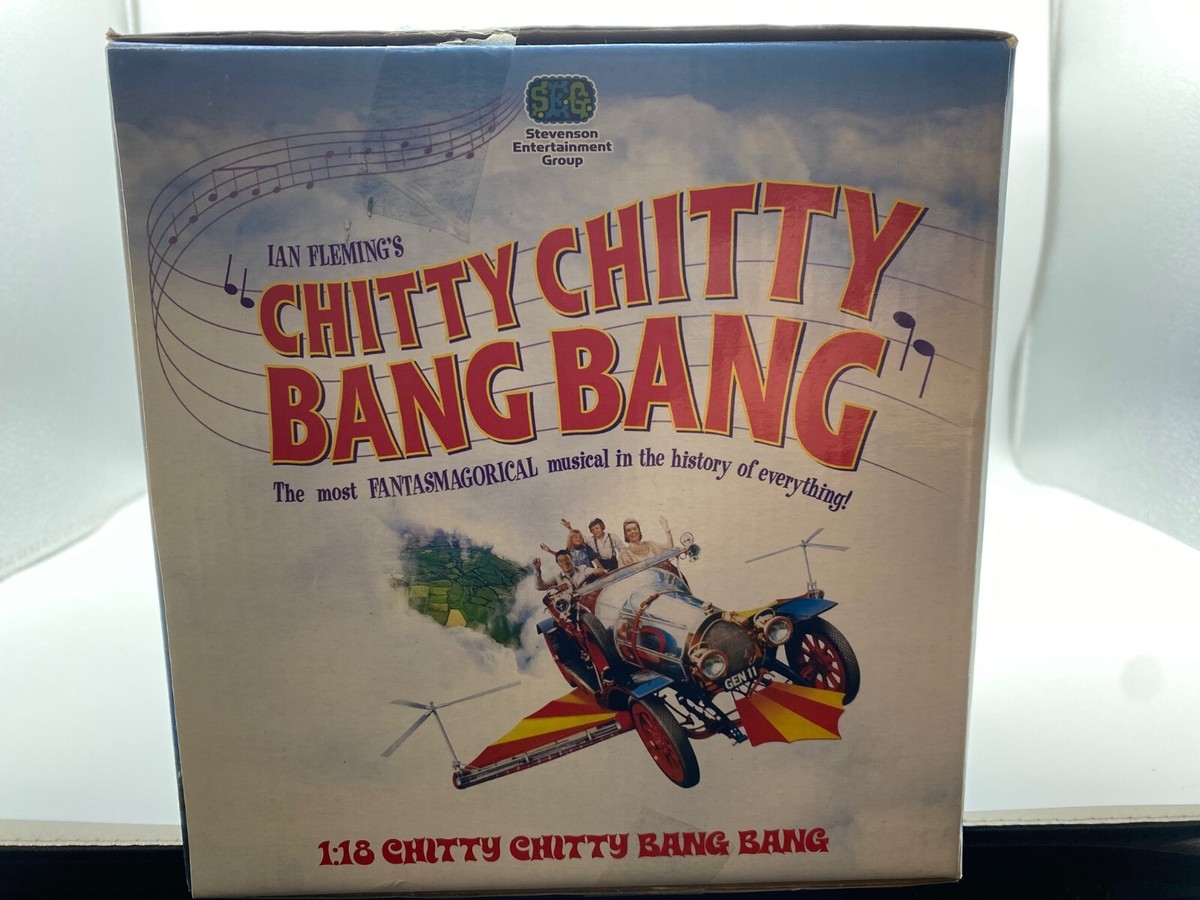 SEG
Stevenson
Entertainment
Group
IAN FLEMING'S
CHITTY CHITTY
BANG BANG
The most FANTASMAGORICAL musical in the history of everything!
GEN 11
1:18 CHITTY CHITTY BANG BANG